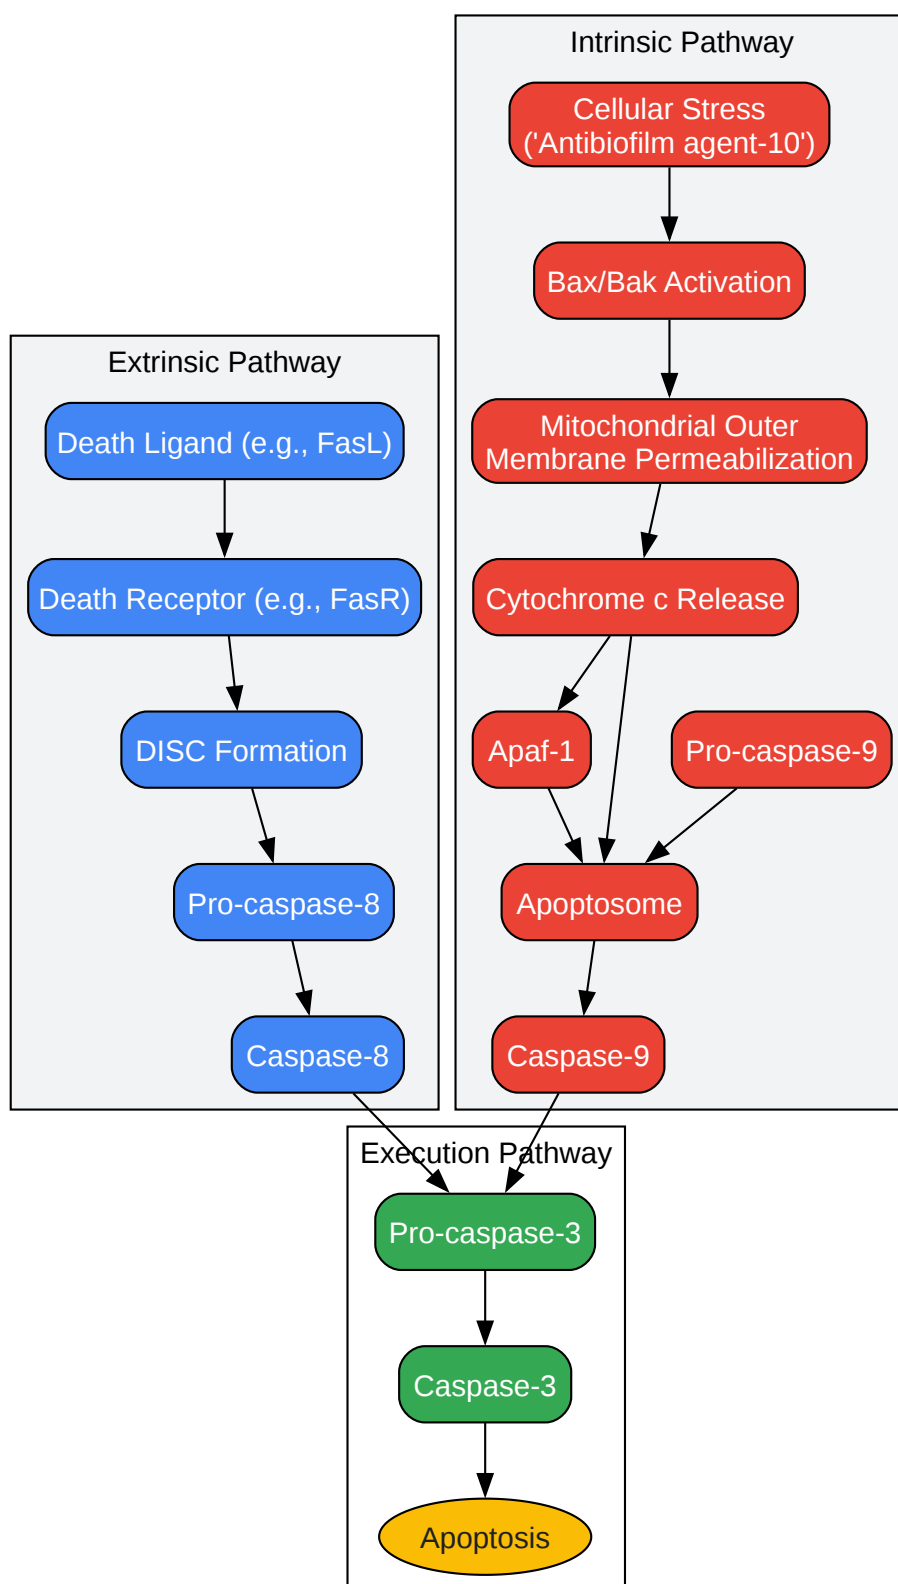 Intrinsic Pathway
Cellular Stress
('Antibiofilm agent-10')
Bax/Bak Activation
Mitochondrial Outer
Membrane Permeabilization
Cytochrome c Release
Apaf-1
Pro-caspase-9
Apoptosome
Caspase-9
Extrinsic Pathway
Death Ligand (e.g., FasL)
Death Receptor (e.g., FasR)
DISC Formation
Pro-caspase-8
Caspase-8
Execution Pathway
Pro-caspase-3
Caspase-3
Apoptosis